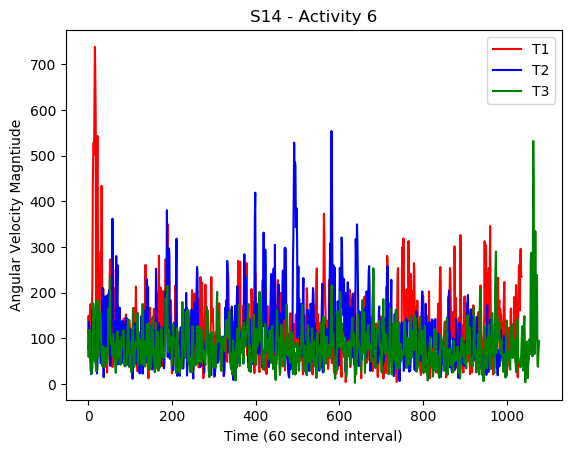 S14 - Activity 6
T1
T2
T3
Angular Velocity Magntiude
700
600
500
400
300
200
100
0
0 200 400 600 800 1000
Time (60 second interval)